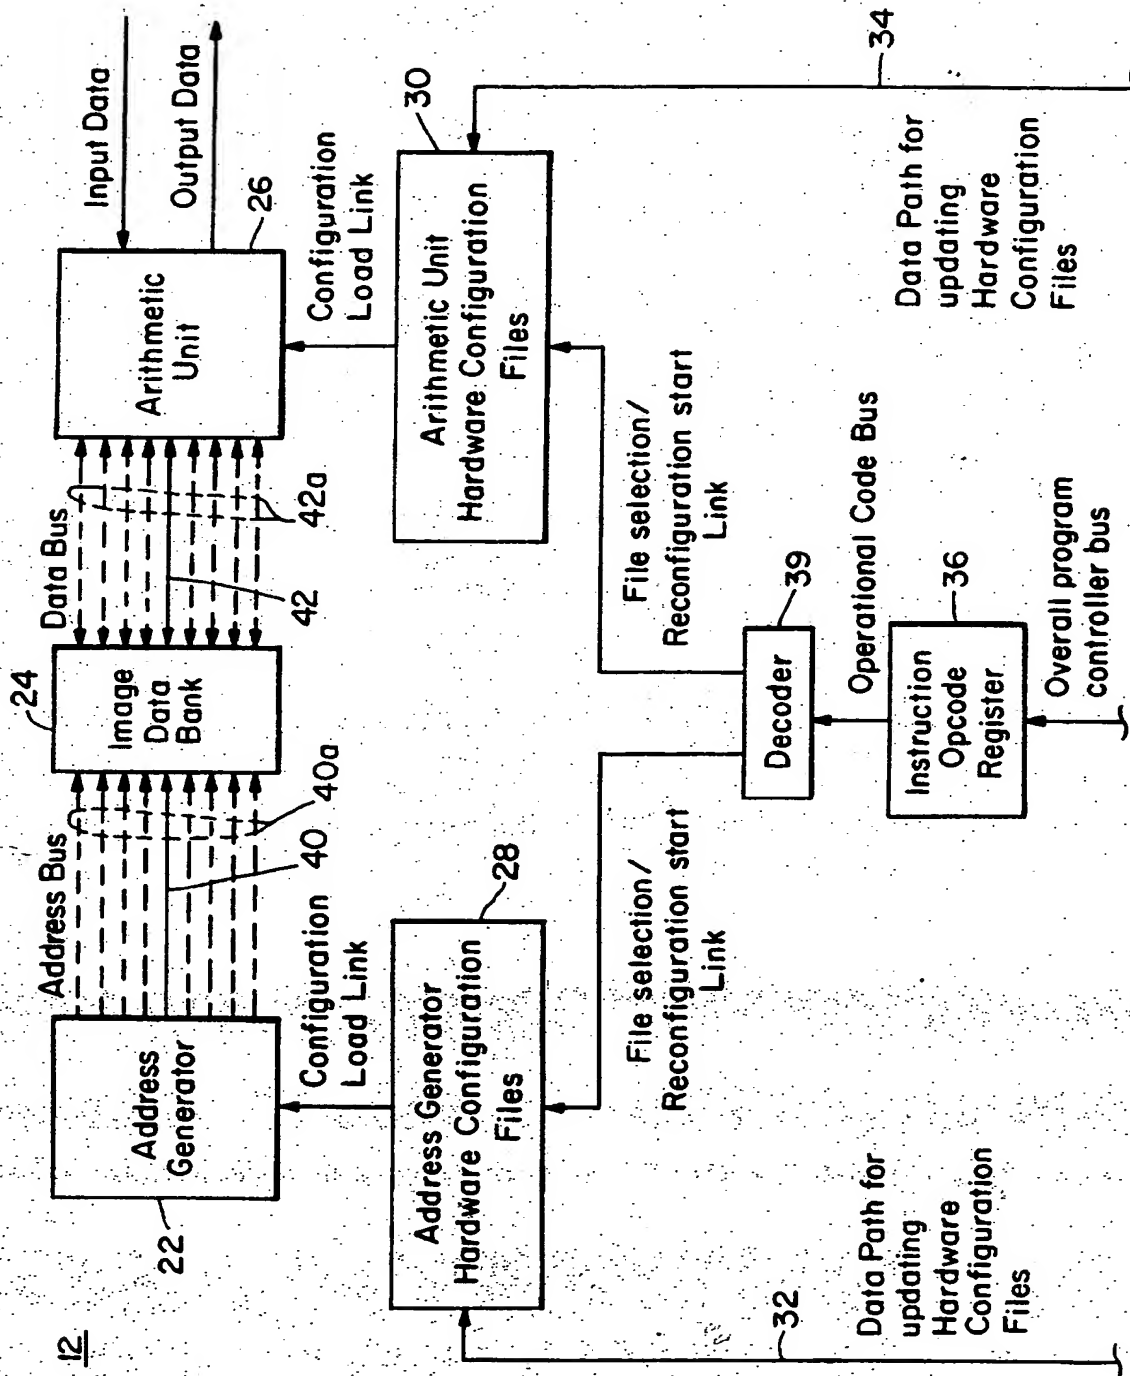 12
22
Address
Generator
Address Bus
40
40a
24
Image
Data
Bank
Data Bus
42
42a
Arithmetic
Unit
26
Input Data
Output Data
Configuration
Load Link
Configuration
Load Link
28
Address Generator
Hardware Configuration
Files
30
Arithmetic Unit
Hardware Configuration
Files
File selection/
Reconfiguration start
Link
File selection/
Reconfiguration start
Link
Decoder
39
Operational Code Bus
Instruction
Opcode
Register
36
Overall program
controller bus
32
Data Path for
updating
Hardware
Configuration
Files
34
Data Path for
updating
Hardware
Configuration
Files